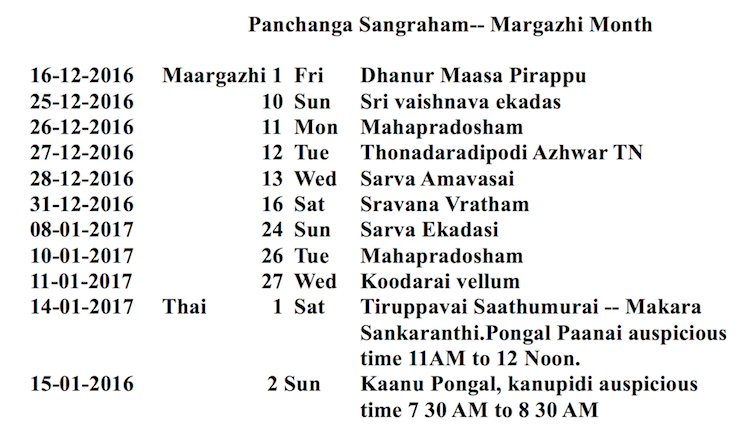 Panchanga Sangraham-- Margazhi Month
16-12-2016 Maargazhi 1 Fri Dhanur Maasa Pirappu
25-12-2016 10 Sun Sri vaishnava ekadas
26-12-2016 11 Mon Mahapradosham
27-12-2016 12 Tue Thonadaradipodi Azhwar TN
28-12-2016 13 Wed Sarva Amavasai
31-12-2016 16 Sat Sravana Vratham
08-01-2017 24 Sun Sarva Ekadasi
10-01-2017 26 Tue Mahapradosham
11-01-2017 27 Wed Koodarai vellum
14-01-2017 Thai 1 Sat Tiruppavai Saathumurai -- Makara
Sankaranthi.Pongal Paanai auspicious
time 11AM to 12 Noon.
15-01-2016 2 Sun Kaanu Pongal, kanupidi auspicious
time 7 30 AM to 8 30 AM